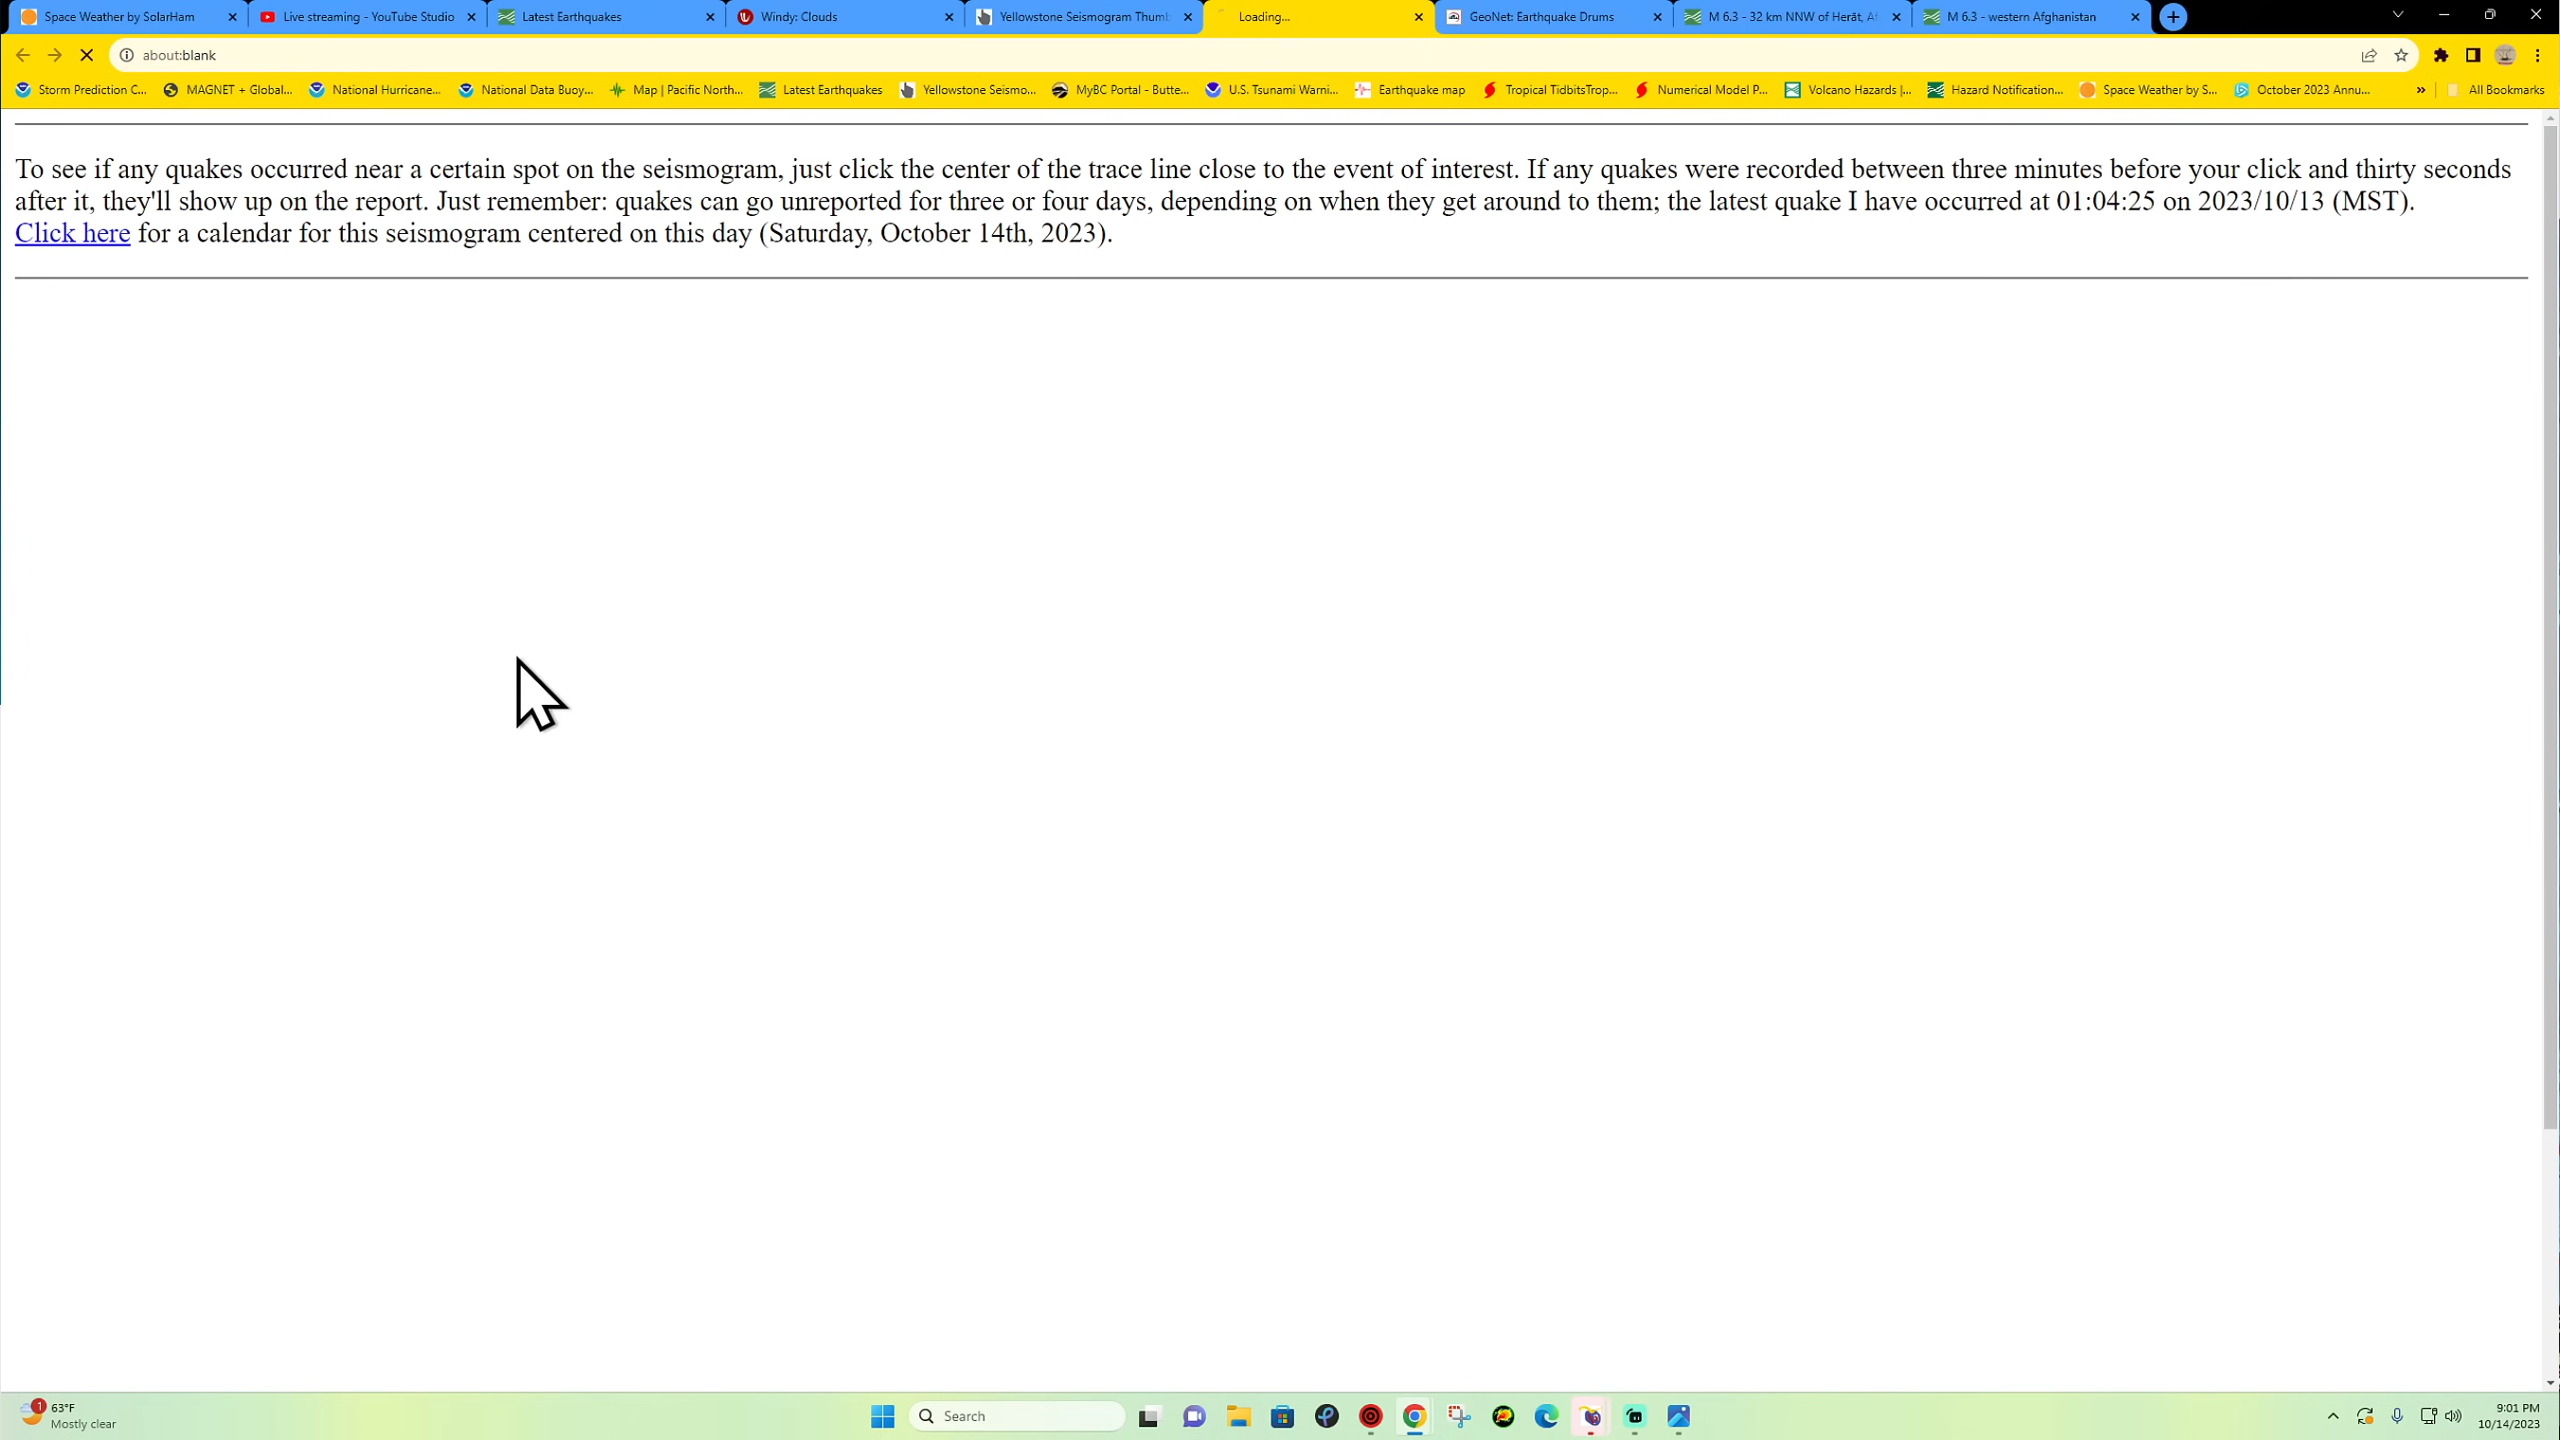 Space Weather by SolarHam
Live streaming - YouTube Studio
Latest Earthquakes
Windy: Clouds
Yellowstone Seismogram Thumb
Loading...
GeoNet: Earthquake Drums
M 6.3 - 32 km NNW of Herāt, Af
M 6.3 - western Afghanistan
about:blank
Storm Prediction C...
MAGNET + Global...
National Hurricane...
National Data Buoy...
Map | Pacific North...
Latest Earthquakes
Yellowstone Seismo...
MyBC Portal - Butte...
U.S. Tsunami Warni...
Earthquake map
Tropical TidbitsTrop...
Numerical Model P...
Volcano Hazards |...
Hazard Notification...
Space Weather by S...
October 2023 Annu...
»
All Bookmarks
To see if any quakes occurred near a certain spot on the seismogram, just click the center of the trace line close to the event of interest. If any quakes were recorded between three minutes before your click and thirty seconds
after it, they'll show up on the report. Just remember: quakes can go unreported for three or four days, depending on when they get around to them; the latest quake I have occurred at 01:04:25 on 2023/10/13 (MST).
Click here for a calendar for this seismogram centered on this day (Saturday, October 14th, 2023).
1
63°F
Mostly clear
Search
9:01 PM
10/14/2023